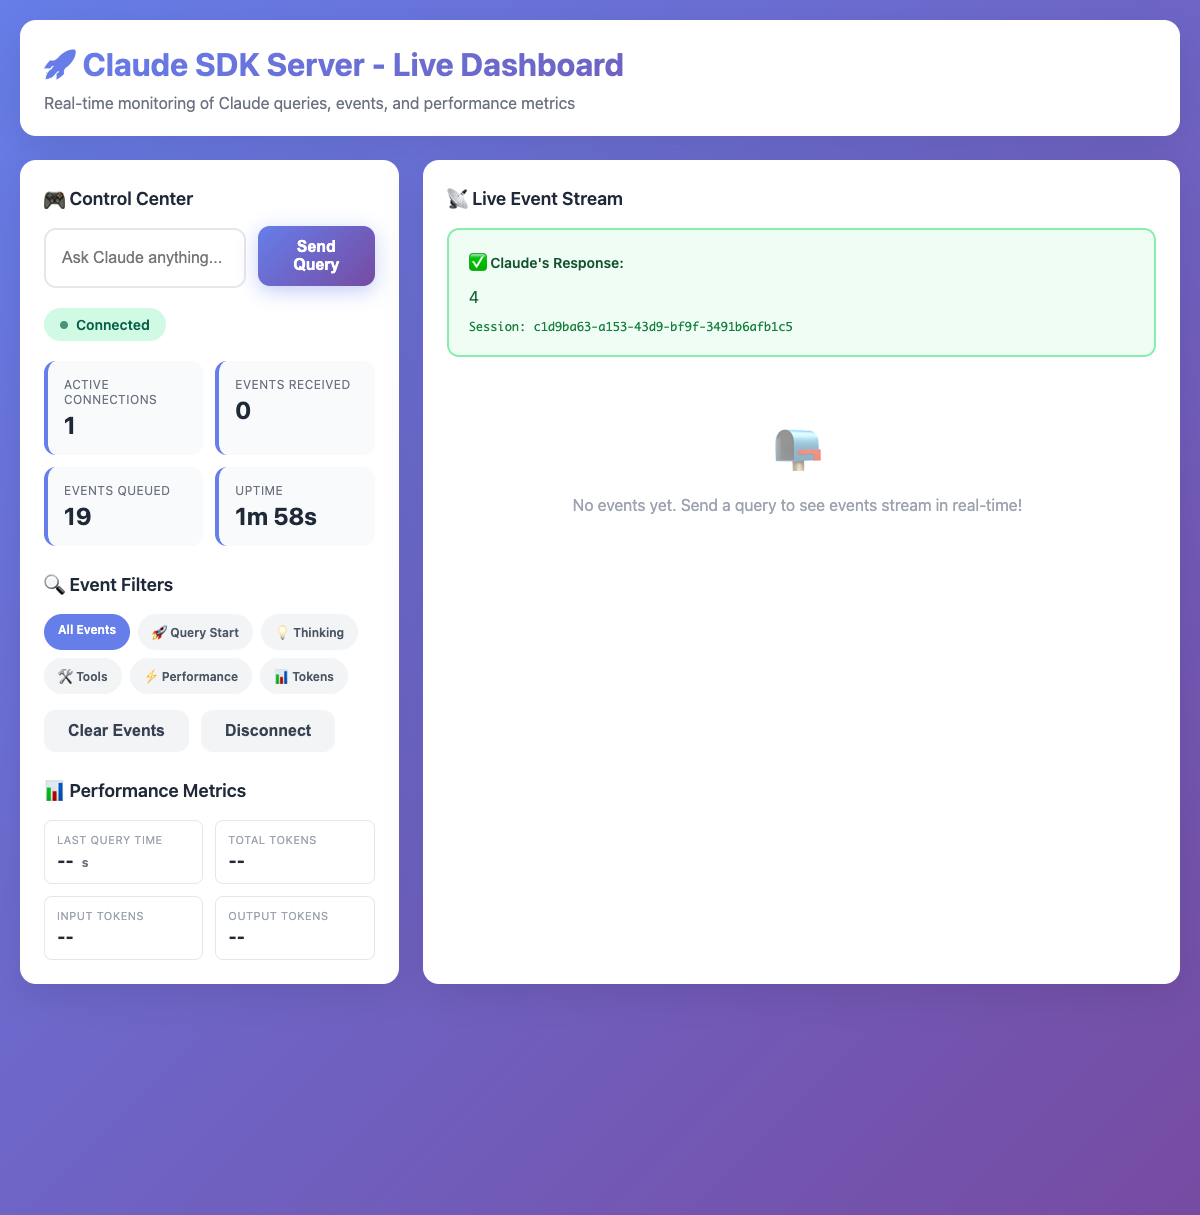 Claude SDK Server - Live Dashboard
Real-time monitoring of Claude queries, events, and performance metrics
Control Center
Ask Claude anything...
Send
Query
Connected
ACTIVE
CONNECTIONS
1
EVENTS RECEIVED
0
EVENTS QUEUED
19
UPTIME
1m 58s
Event Filters
All Events
Query Start
Thinking
Tools
Performance
Tokens
Clear Events
Disconnect
Performance Metrics
LAST QUERY TIME
-- s
TOTAL TOKENS
--
INPUT TOKENS
--
OUTPUT TOKENS
--
Live Event Stream
Claude's Response:
4
Session: c1d9ba63-a153-43d9-bf9f-3491b6afb1c5
No events yet. Send a query to see events stream in real-time!